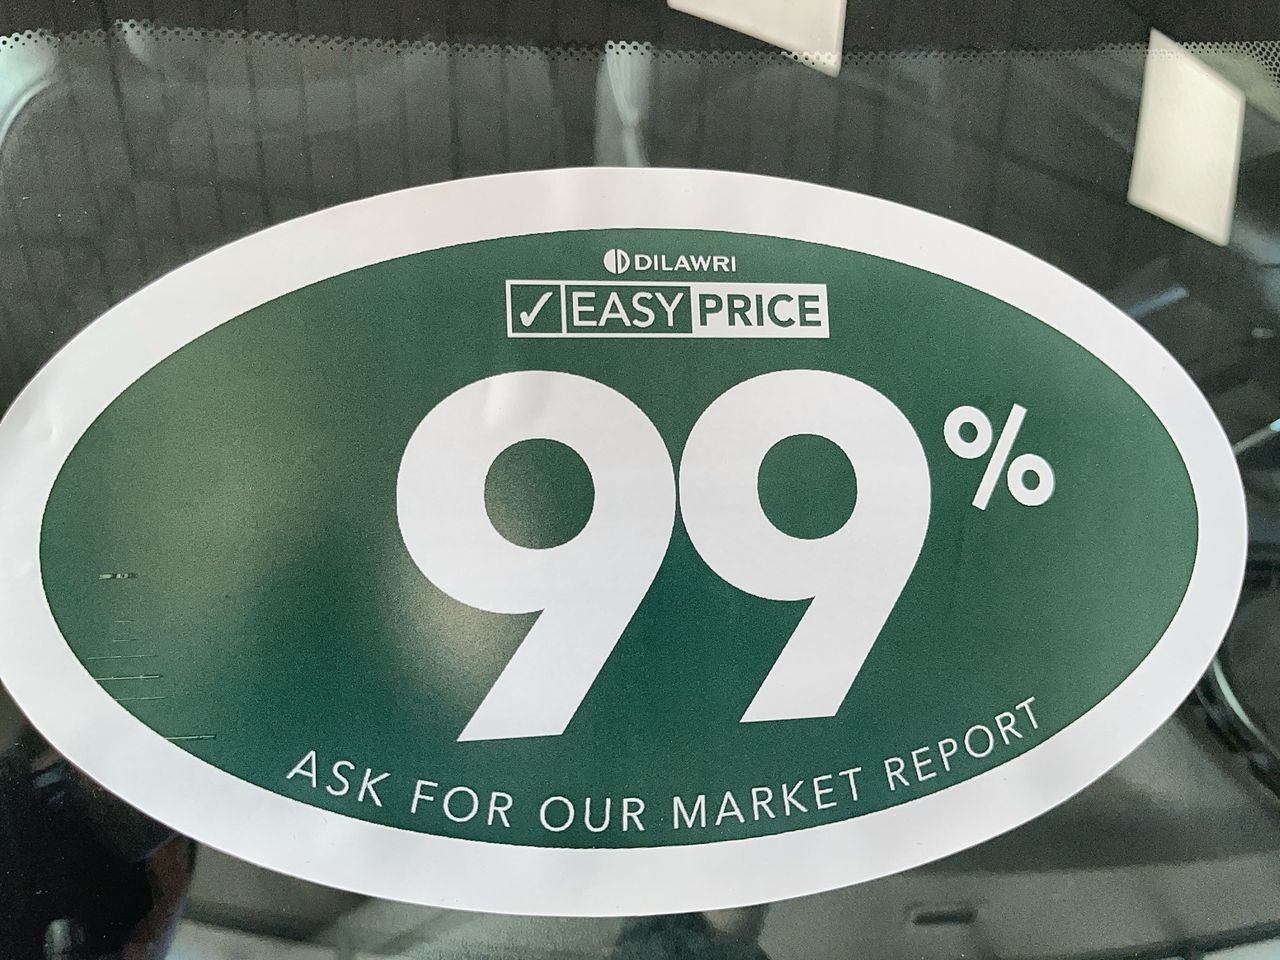 DILAWRI
✓ EASY PRICE
99%
ASK FOR OUR MARKET REPORT